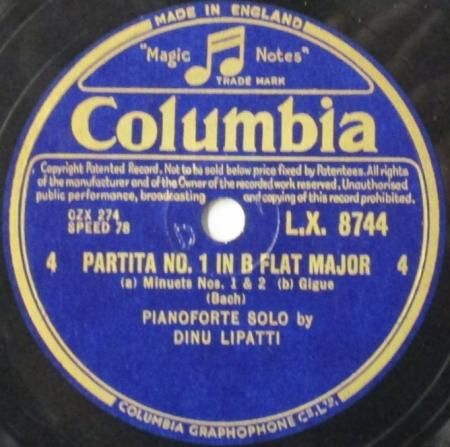 MADE IN ENGLAND
"Magic Notes"
TRADE MARK
Columbia
Copyright Patented Record. Not to be sold below price fixed by Patentees. All rights
of the manufacturer and of the Owner of the recorded work reserved. Unauthorised
public performance, broadcasting and copying of this record prohibited.
CZX 274
SPEED 78
L.X. 8744
4 PARTITA NO. 1 IN B FLAT MAJOR 4
(a) Minuets Nos. 1 & 2 (b) Gigue
(Bach)
PIANOFORTE SOLO by
DINU LIPATTI
COLUMBIA GRAPHOPHONE Co. LTD.